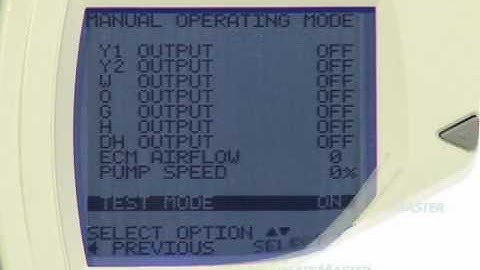 MANUAL OPERATING MODE
Y1 OUTPUT OFF
Y2 OUTPUT OFF
W OUTPUT OFF
O OUTPUT OFF
G OUTPUT OFF
H OUTPUT OFF
DH OUTPUT OFF
ECM AIRFLOW 0
PUMP SPEED 0%
TEST MODE ON
SELECT OPTION ▲▼
◄ PREVIOUS